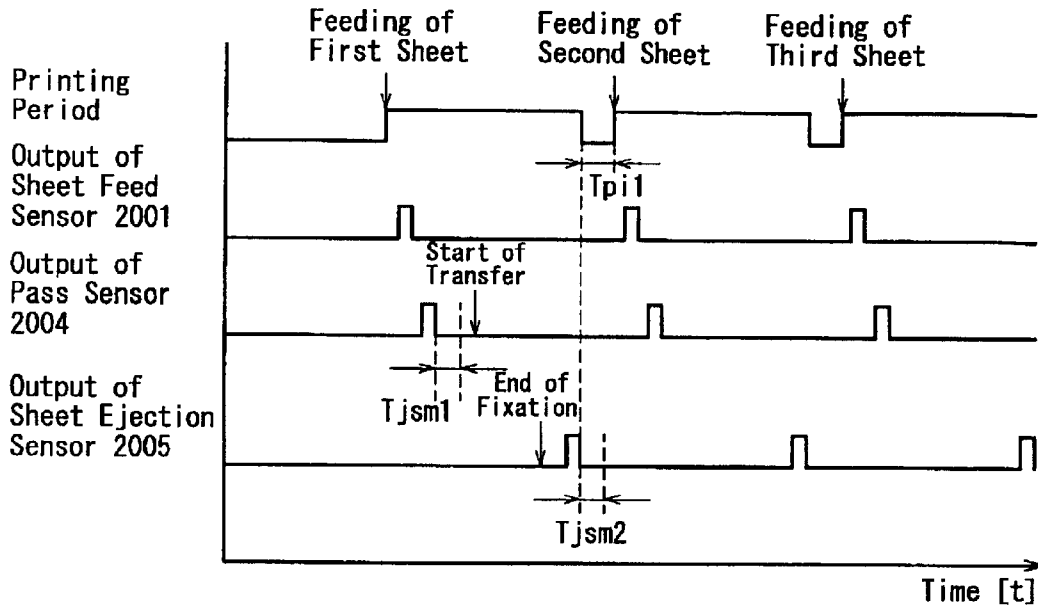 Feeding of
First Sheet
Feeding of
Second Sheet
Feeding of
Third Sheet
Printing
Period
Tpi1
Output of
Sheet Feed
Sensor 2001
Start of
Transfer
Output of
Pass Sensor
2004
Tjsm1
End of
Fixation
Output of
Sheet Ejection
Sensor 2005
Tjsm2
Time [t]